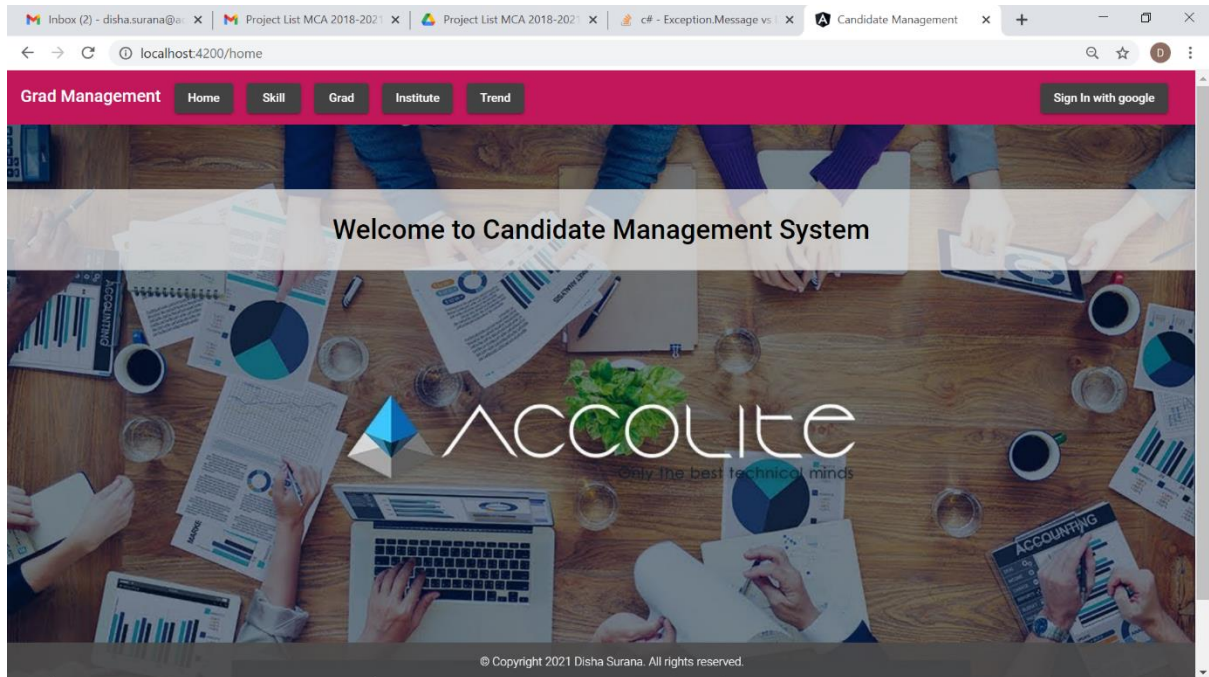 Inbox (2) - disha.surana@ac
Project List MCA 2018-2021
Project List MCA 2018-2021
c# - Exception.Message vs
Candidate Management
localhost:4200/home
D
Grad Management
Home
Skill
Grad
Institute
Trend
Sign In with google
Welcome to Candidate Management System
ACCOUNTING
ACCOLITE
Only the best technical minds
MARKE
ACCOUNTING
© Copyright 2021 Disha Surana. All rights reserved.